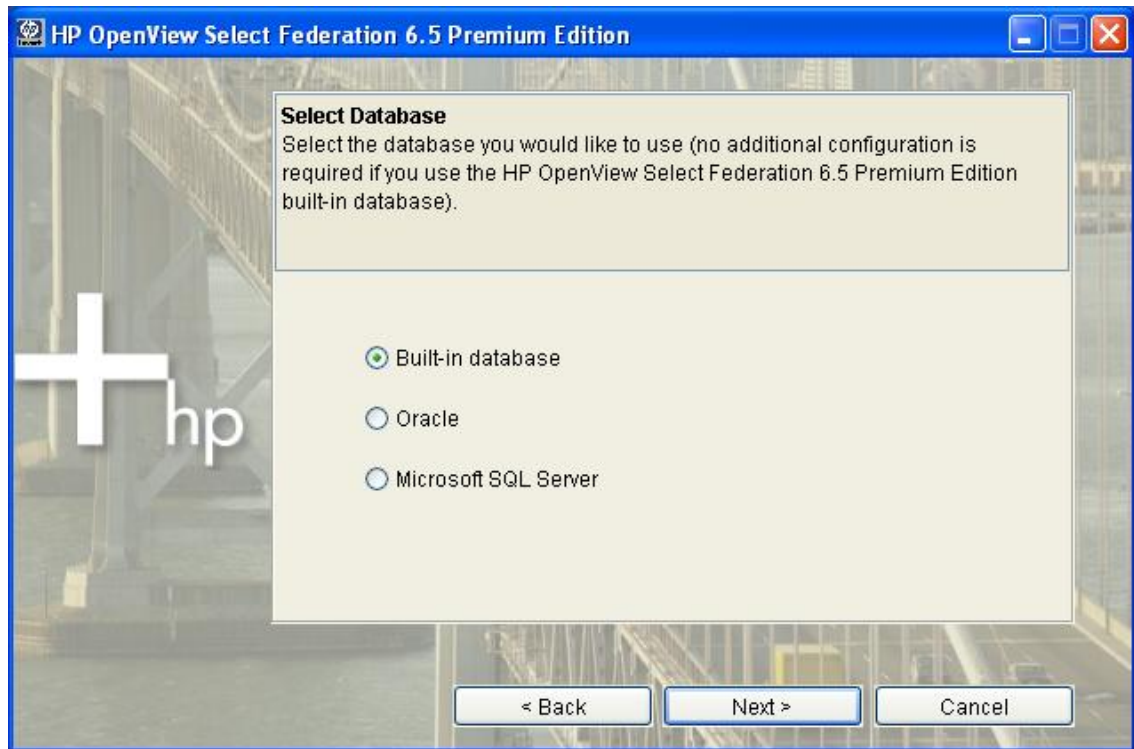 HP OpenView Select Federation 6.5 Premium Edition
Select Database
Select the database you would like to use (no additional configuration is
required if you use the HP OpenView Select Federation 6.5 Premium Edition
built-in database).
Built-in database
hp
Oracle
Microsoft SQL Server
< Back
Next >
Cancel